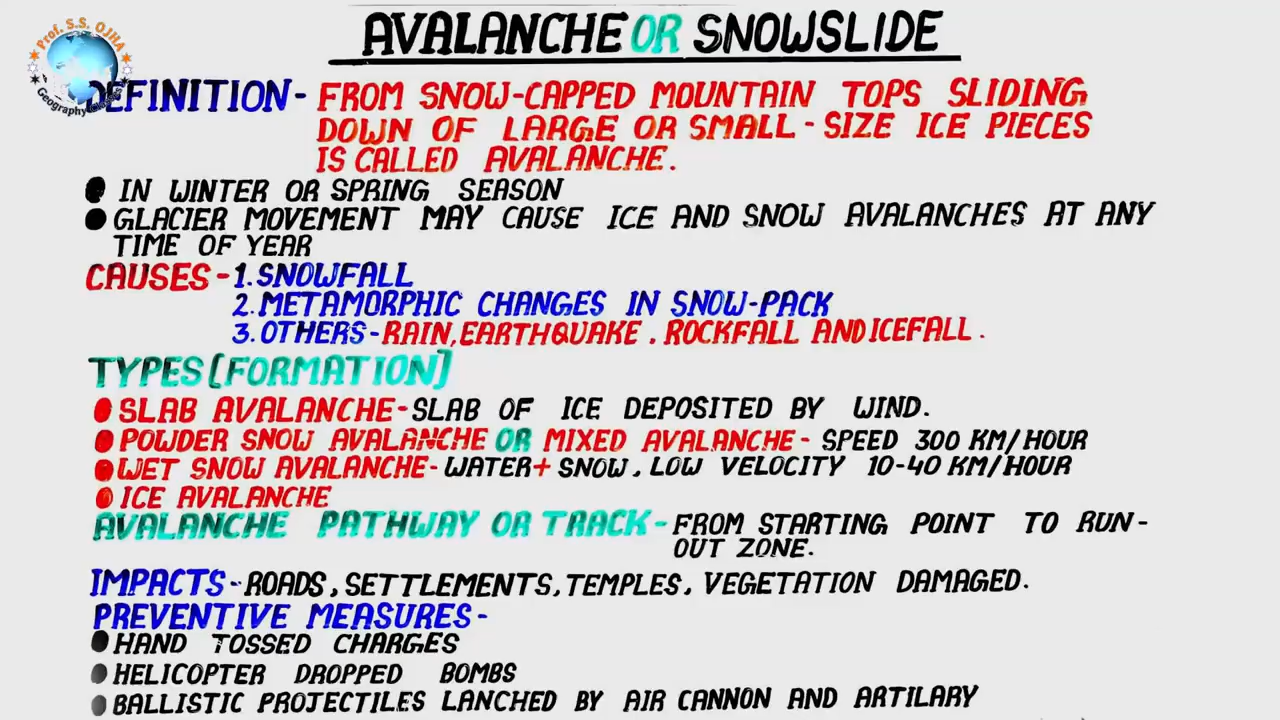 Prof. S.S. OJHA
Geography
AVALANCHE OR SNOWSLIDE
DEFINITION- FROM SNOW-CAPPED MOUNTAIN TOPS SLIDING
DOWN OF LARGE OR SMALL-SIZE ICE PIECES
IS CALLED AVALANCHE.
● IN WINTER OR SPRING SEASON
● GLACIER MOVEMENT MAY CAUSE ICE AND SNOW AVALANCHES AT ANY
TIME OF YEAR
CAUSES- 1. SNOWFALL
2. METAMORPHIC CHANGES IN SNOW-PACK
3. OTHERS- RAIN, EARTHQUAKE, ROCKFALL AND ICEFALL.
TYPES [FORMATION]
● SLAB AVALANCHE- SLAB OF ICE DEPOSITED BY WIND.
● POWDER SNOW AVALANCHE OR MIXED AVALANCHE- SPEED 300 KM/HOUR
● WET SNOW AVALANCHE- WATER+ SNOW, LOW VELOCITY 10-40 KM/HOUR
● ICE AVALANCHE
AVALANCHE PATHWAY OR TRACK- FROM STARTING POINT TO RUN-
OUT ZONE.
IMPACTS- ROADS, SETTLEMENTS, TEMPLES, VEGETATION DAMAGED.
PREVENTIVE MEASURES-
● HAND TOSSED CHARGES
● HELICOPTER DROPPED BOMBS
● BALLISTIC PROJECTILES LANCHED BY AIR CANNON AND ARTILARY